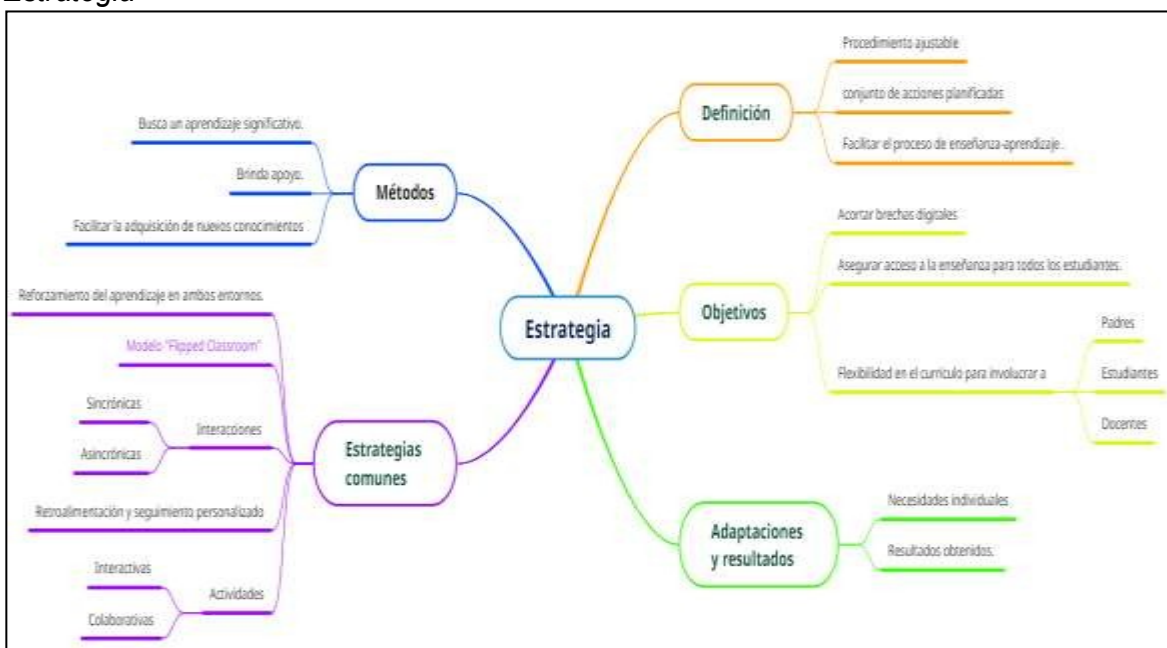 Estrategia
Estrategia
Definición
Procedimiento ajustable
conjunto de acciones planificadas
Facilitar el proceso de enseñanza-aprendizaje.
Objetivos
Acortar brechas digitales
Asegurar acceso a la enseñanza para todos los estudiantes.
Flexibilidad en el currículo para involucrar a
Padres
Estudiantes
Docentes
Adaptaciones
y resultados
Necesidades individuales
Resultados obtenidos.
Métodos
Busca un aprendizaje significativo.
Brinda apoyo.
Facilitar la adquisición de nuevos conocimientos
Estrategias
comunes
Reforzamiento del aprendizaje en ambos entornos.
Modelo "Flipped Classroom"
Interacciones
Sincrónicas
Asincrónicas
Retroalimentación y seguimiento personalizado
Actividades
Interactivas
Colaborativas